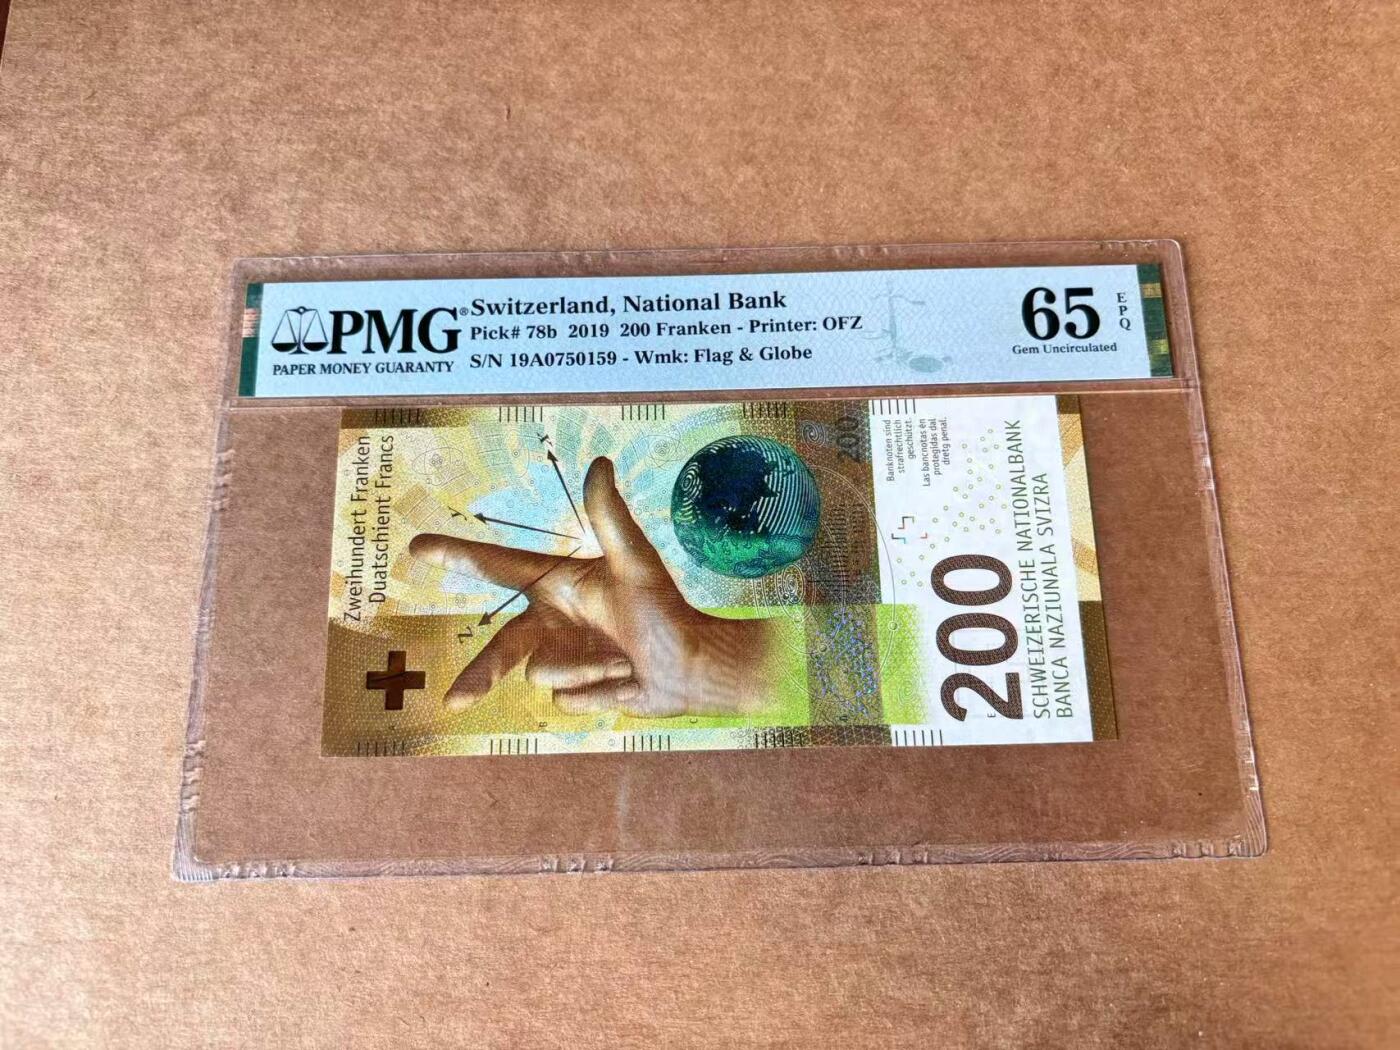 PMG®
PAPER MONEY GUARANTY
Switzerland, National Bank
Pick# 78b 2019 200 Franken - Printer: OFZ
S/N 19A0750159 - Wmk: Flag & Globe
65
EPQ
Gem Uncirculated
Zweihundert Franken
Duatschient Francs
x
y
z
200
Banknoten sind
strafrechtlich
geschützt.
Las bancnotas èn
protegidas dal
dretg penal.
200
SCHWEIZERISCHE NATIONALBANK
BANCA NAZIUNALA SVIZRA